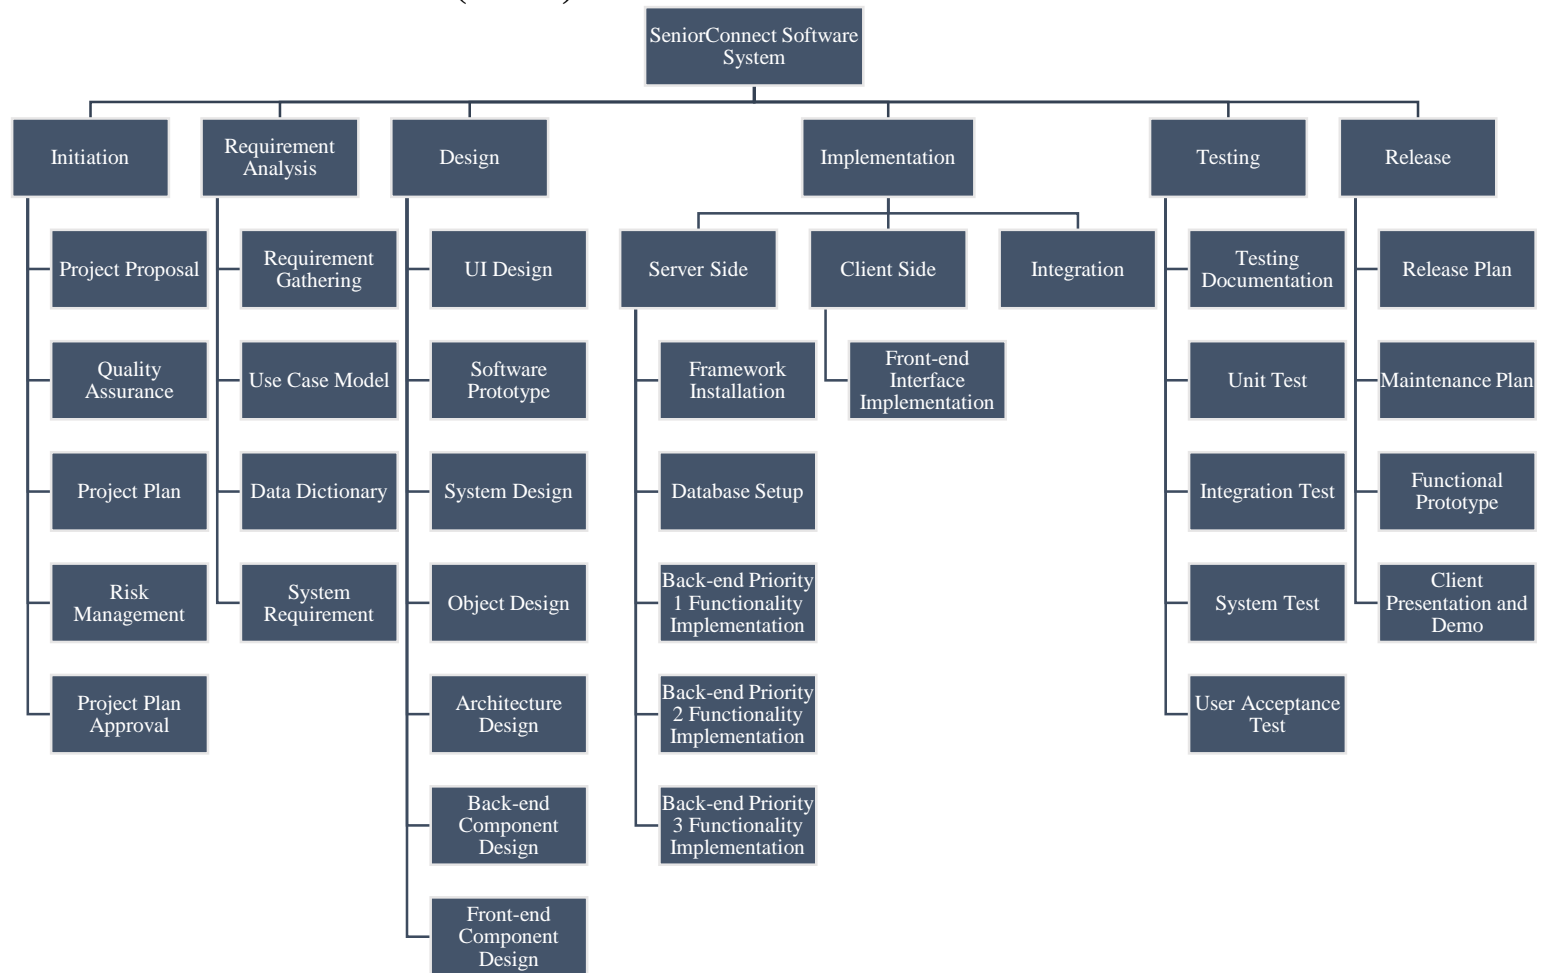 SeniorConnect Software
System
Initiation
Requirement
Analysis
Design
Implementation
Testing
Release
Project Proposal
Quality
Assurance
Project Plan
Risk
Management
Project Plan
Approval
Requirement
Gathering
Use Case Model
Data Dictionary
System
Requirement
UI Design
Software
Prototype
System Design
Object Design
Architecture
Design
Back-end
Component
Design
Front-end
Component
Design
Server Side
Framework
Installation
Database Setup
Back-end Priority
1 Functionality
Implementation
Back-end Priority
2 Functionality
Implementation
Back-end Priority
3 Functionality
Implementation
Client Side
Front-end
Interface
Implementation
Integration
Testing
Documentation
Unit Test
Integration Test
System Test
User Acceptance
Test
Release Plan
Maintenance Plan
Functional
Prototype
Client
Presentation and
Demo